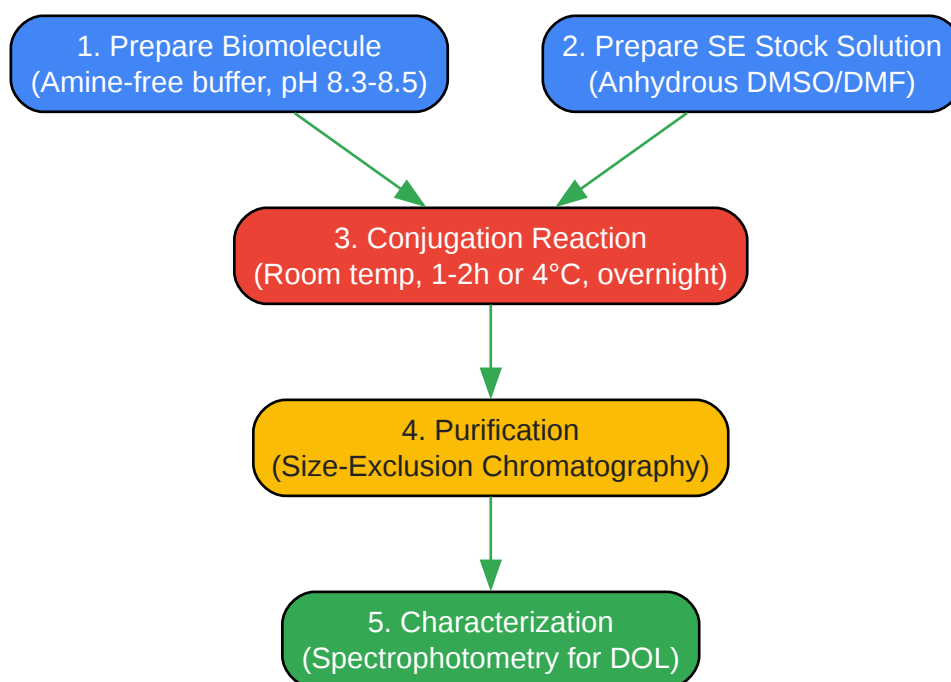 1. Prepare Biomolecule
(Amine-free buffer, pH 8.3-8.5)
2. Prepare SE Stock Solution
(Anhydrous DMSO/DMF)
3. Conjugation Reaction
(Room temp, 1-2h or 4°C, overnight)
4. Purification
(Size-Exclusion Chromatography)
5. Characterization
(Spectrophotometry for DOL)